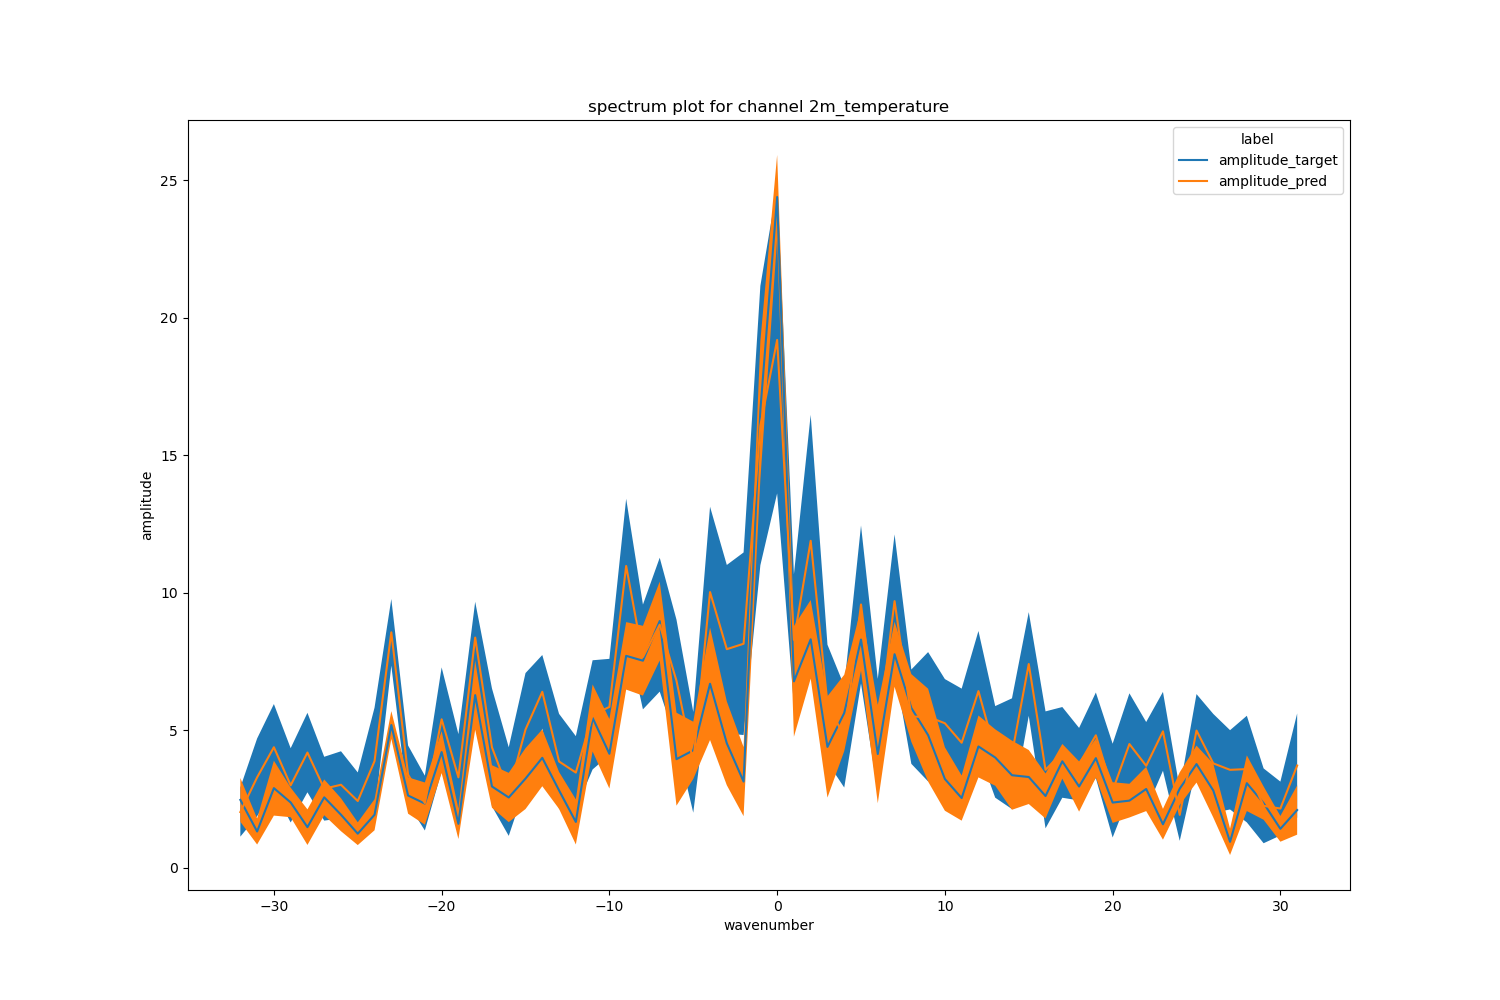 spectrum plot for channel 2m_temperature
label
amplitude_target
amplitude_pred
25
20
15
10
5
0
amplitude
−30
−20
−10
0
10
20
30
wavenumber